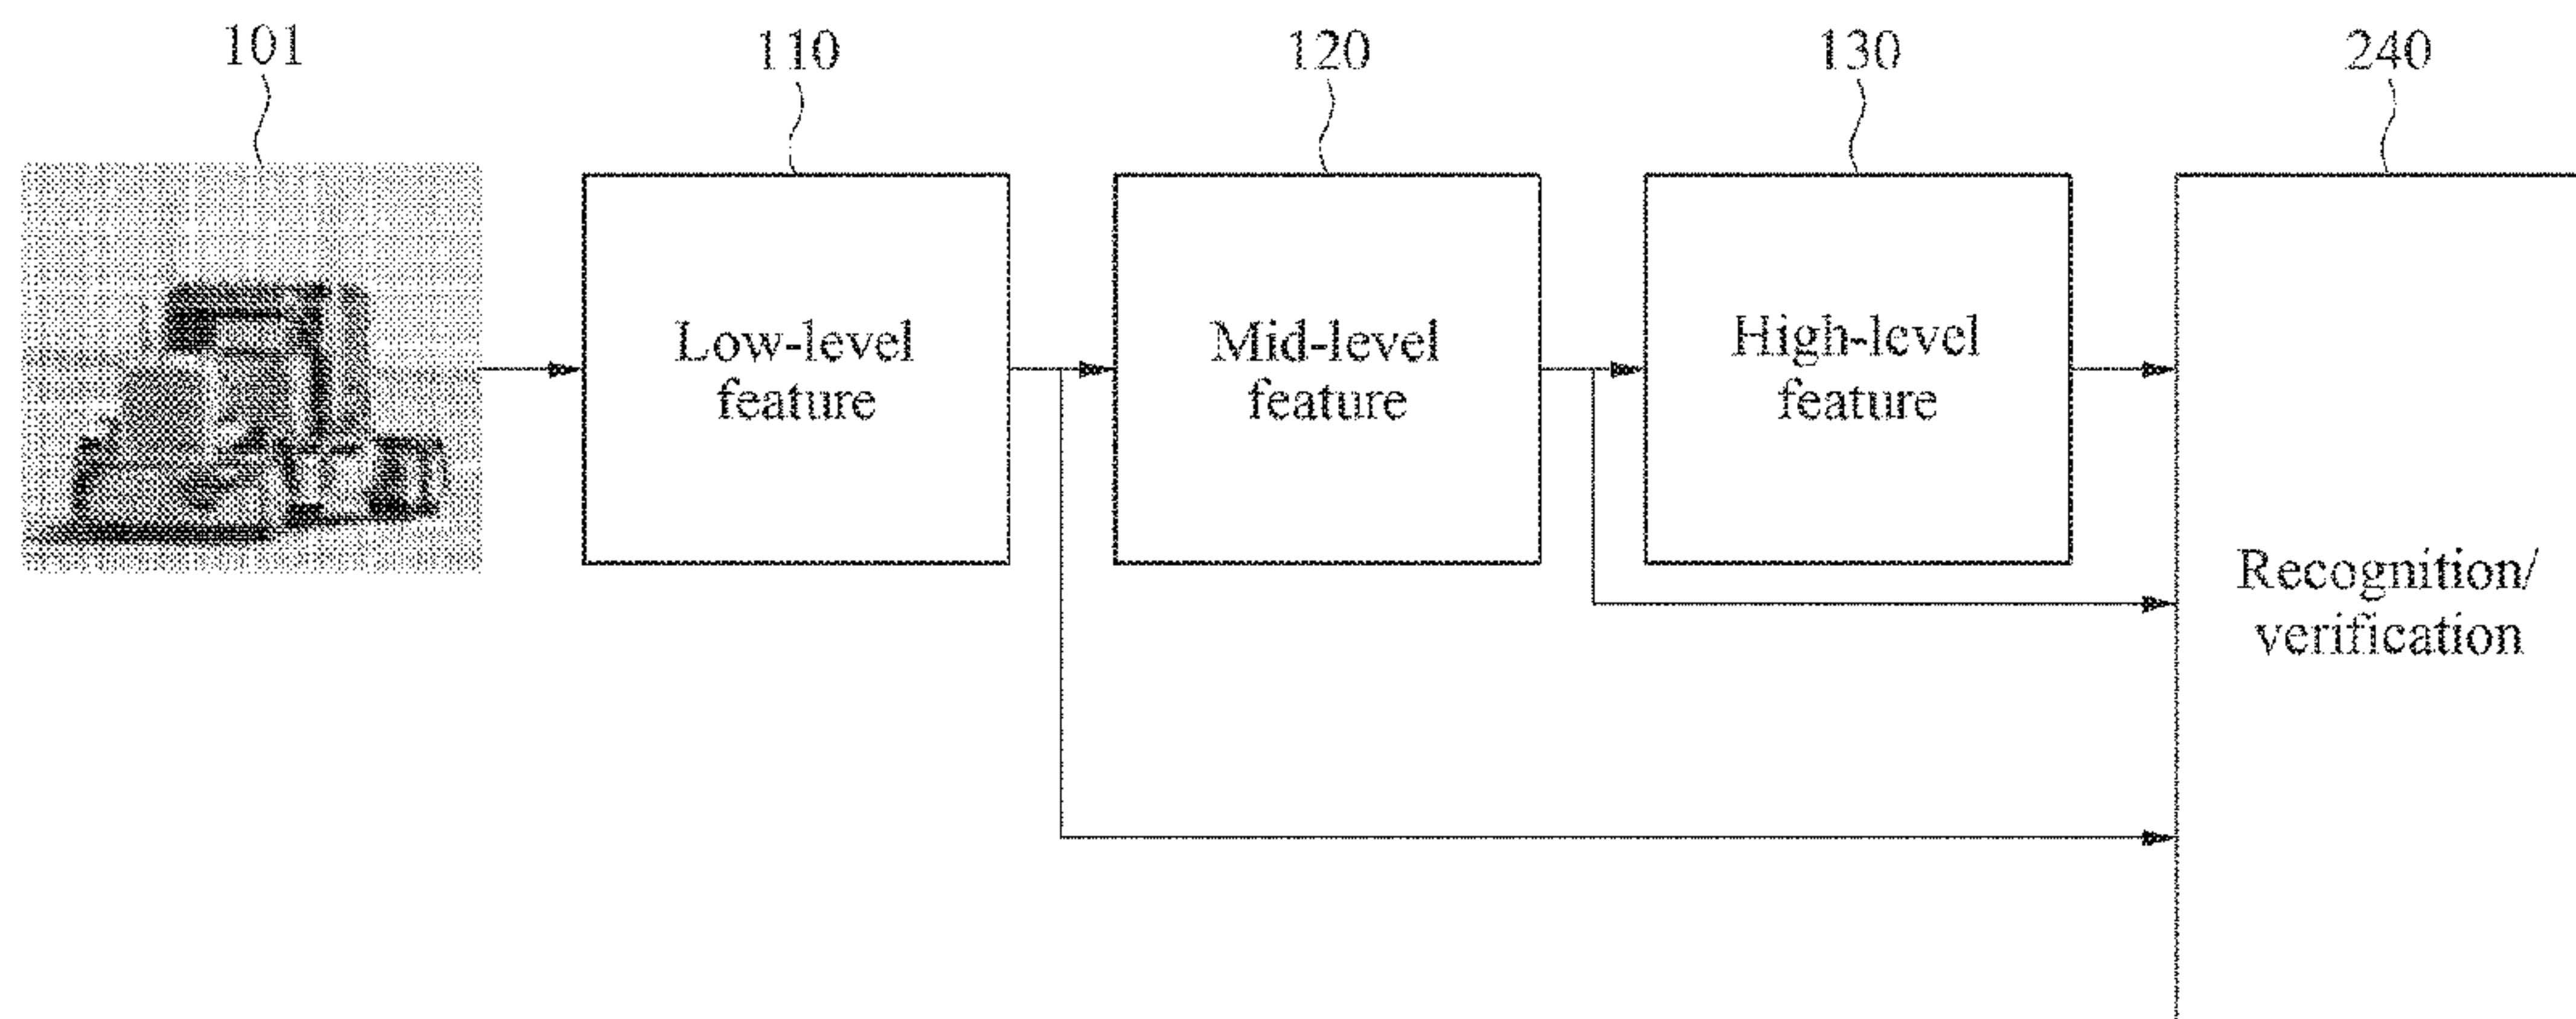 101
110
120
130
240
Low-level
feature
Mid-level
feature
High-level
feature
Recognition/
verification